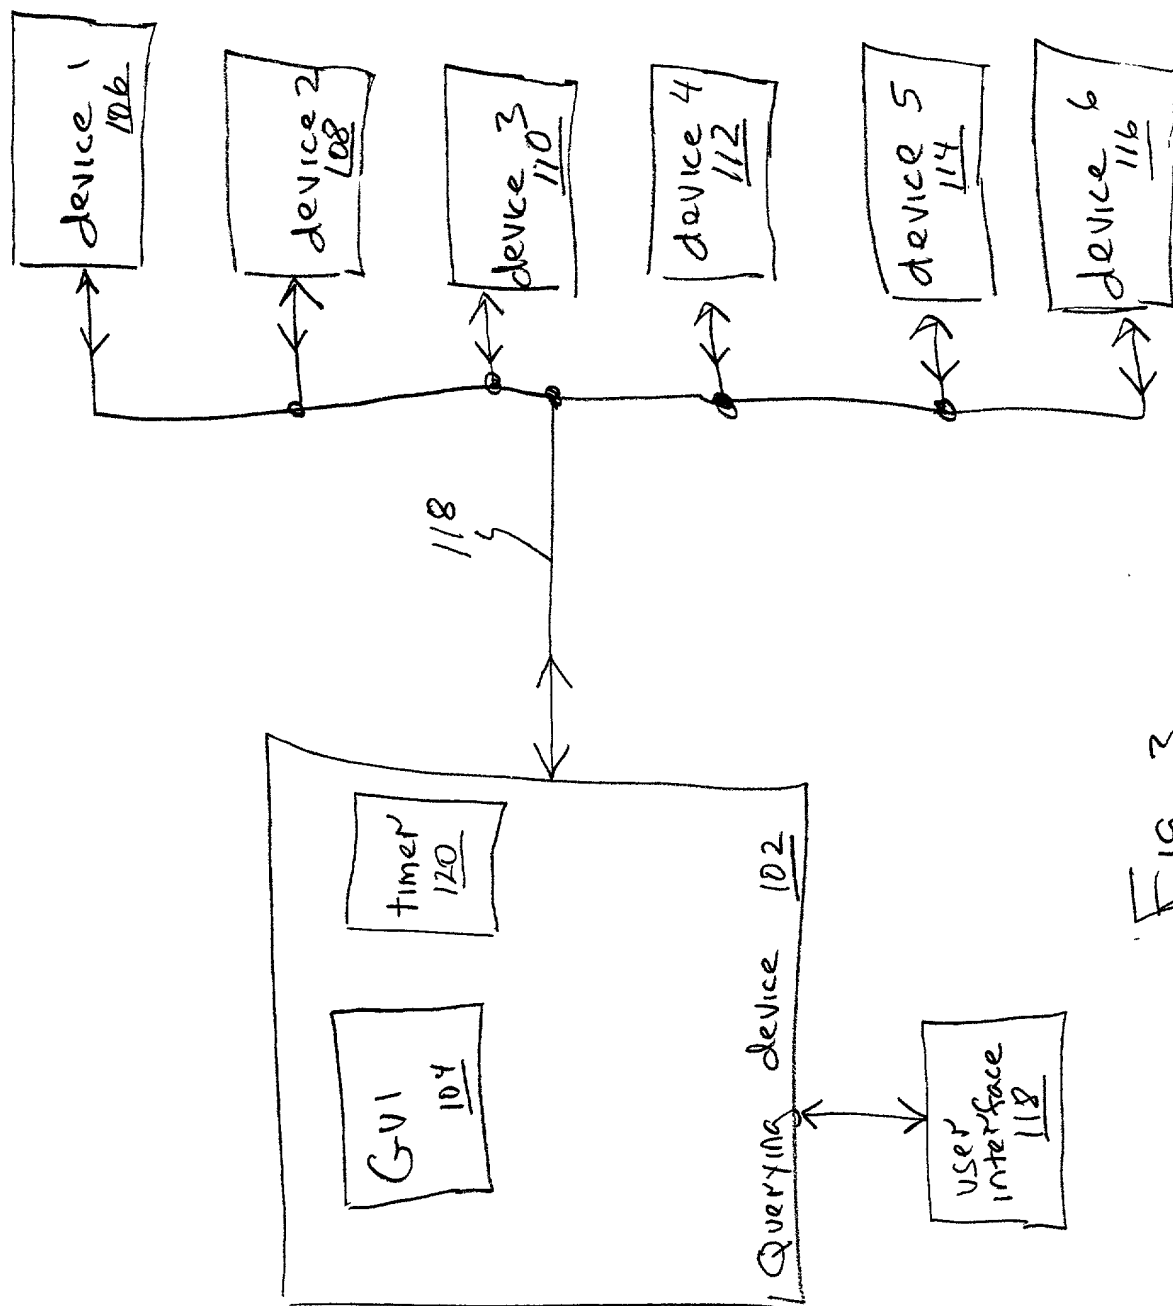 device 1
106
device 2
108
device 3
110
device 4
112
device 5
114
device 6
116
118
timer
120
GUI
104
Querying device 102
user
interface
118